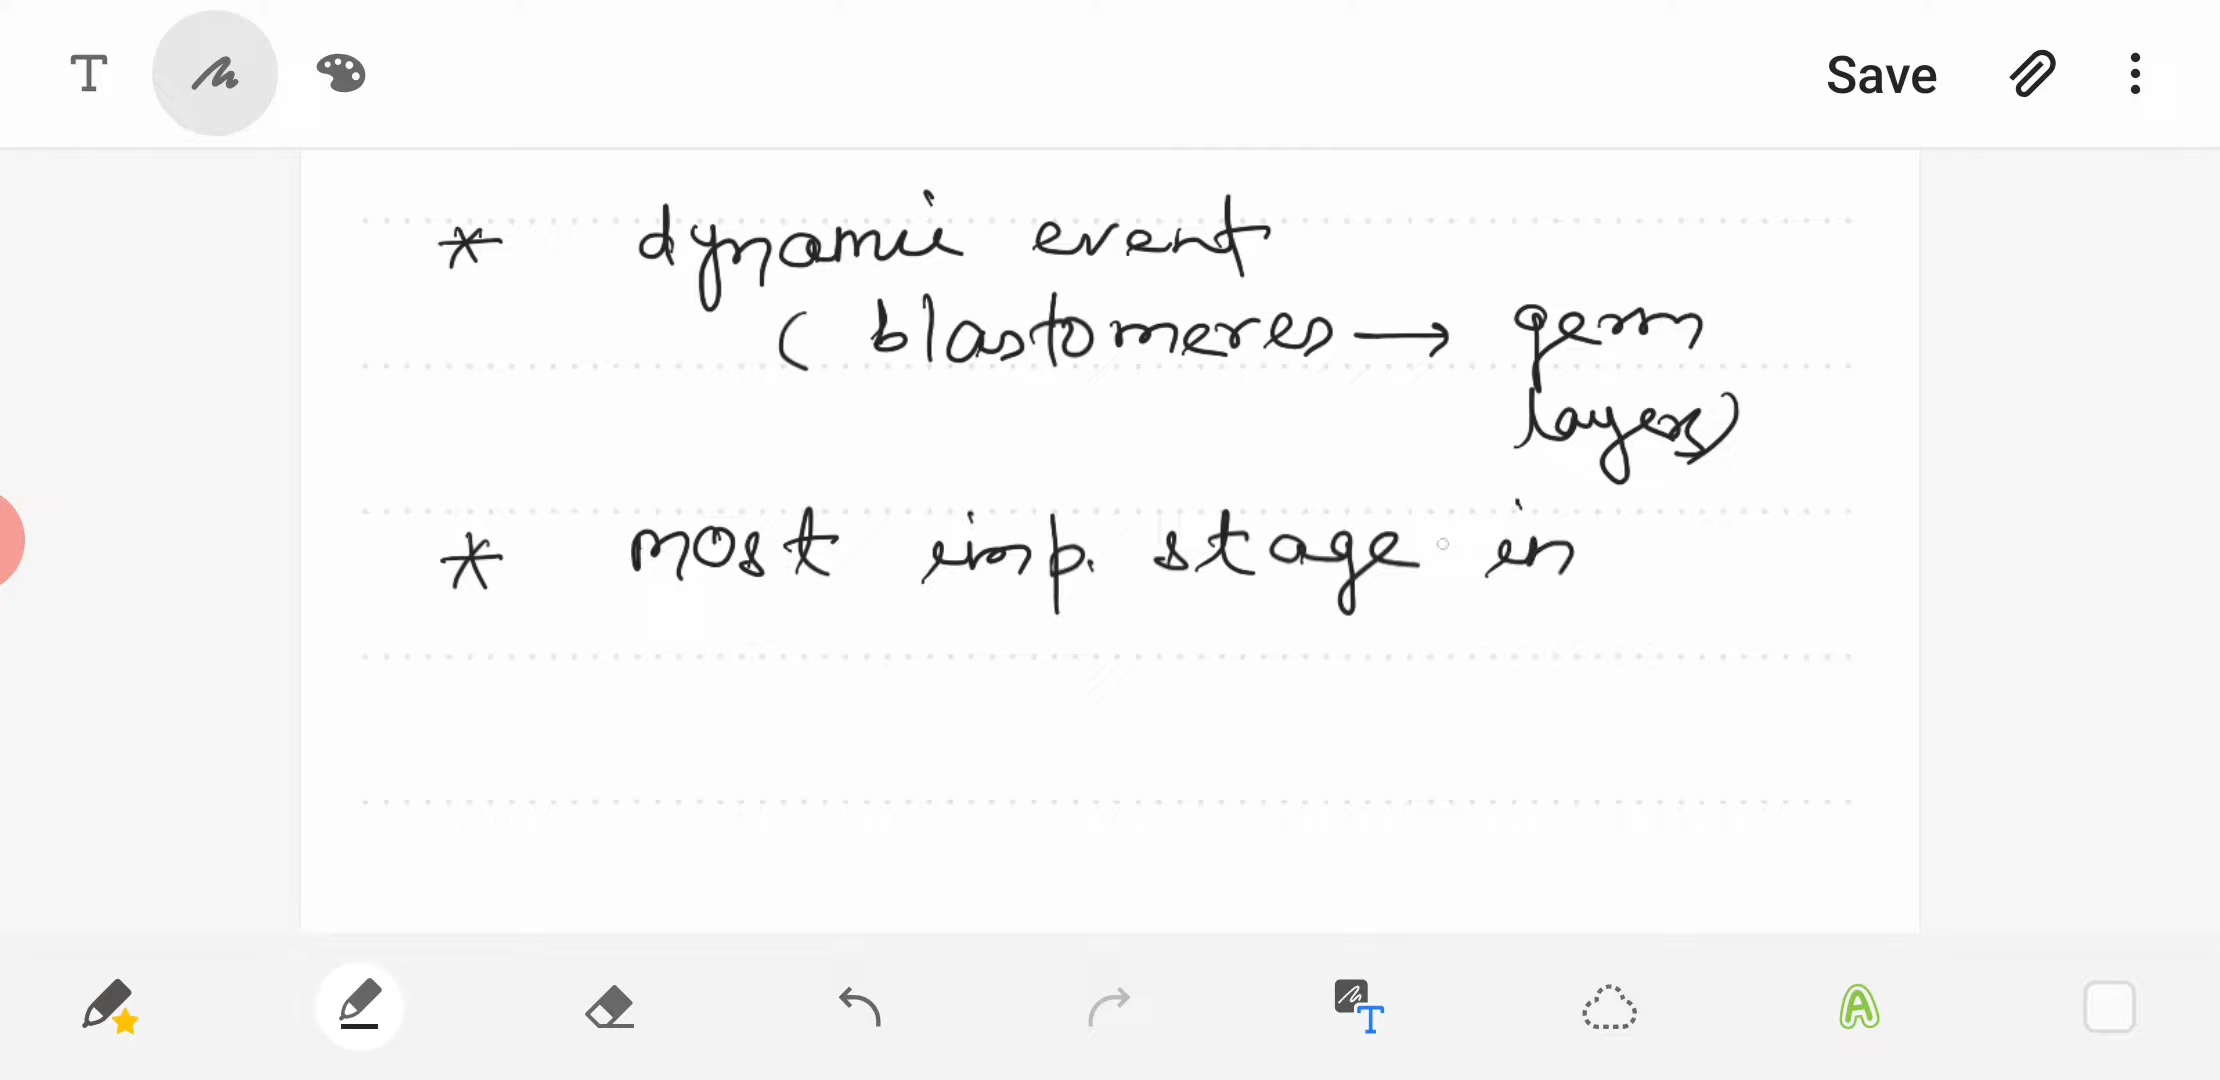 Save
* dynamic event
( blastomeres → germ
layers)
* most imp. stage in